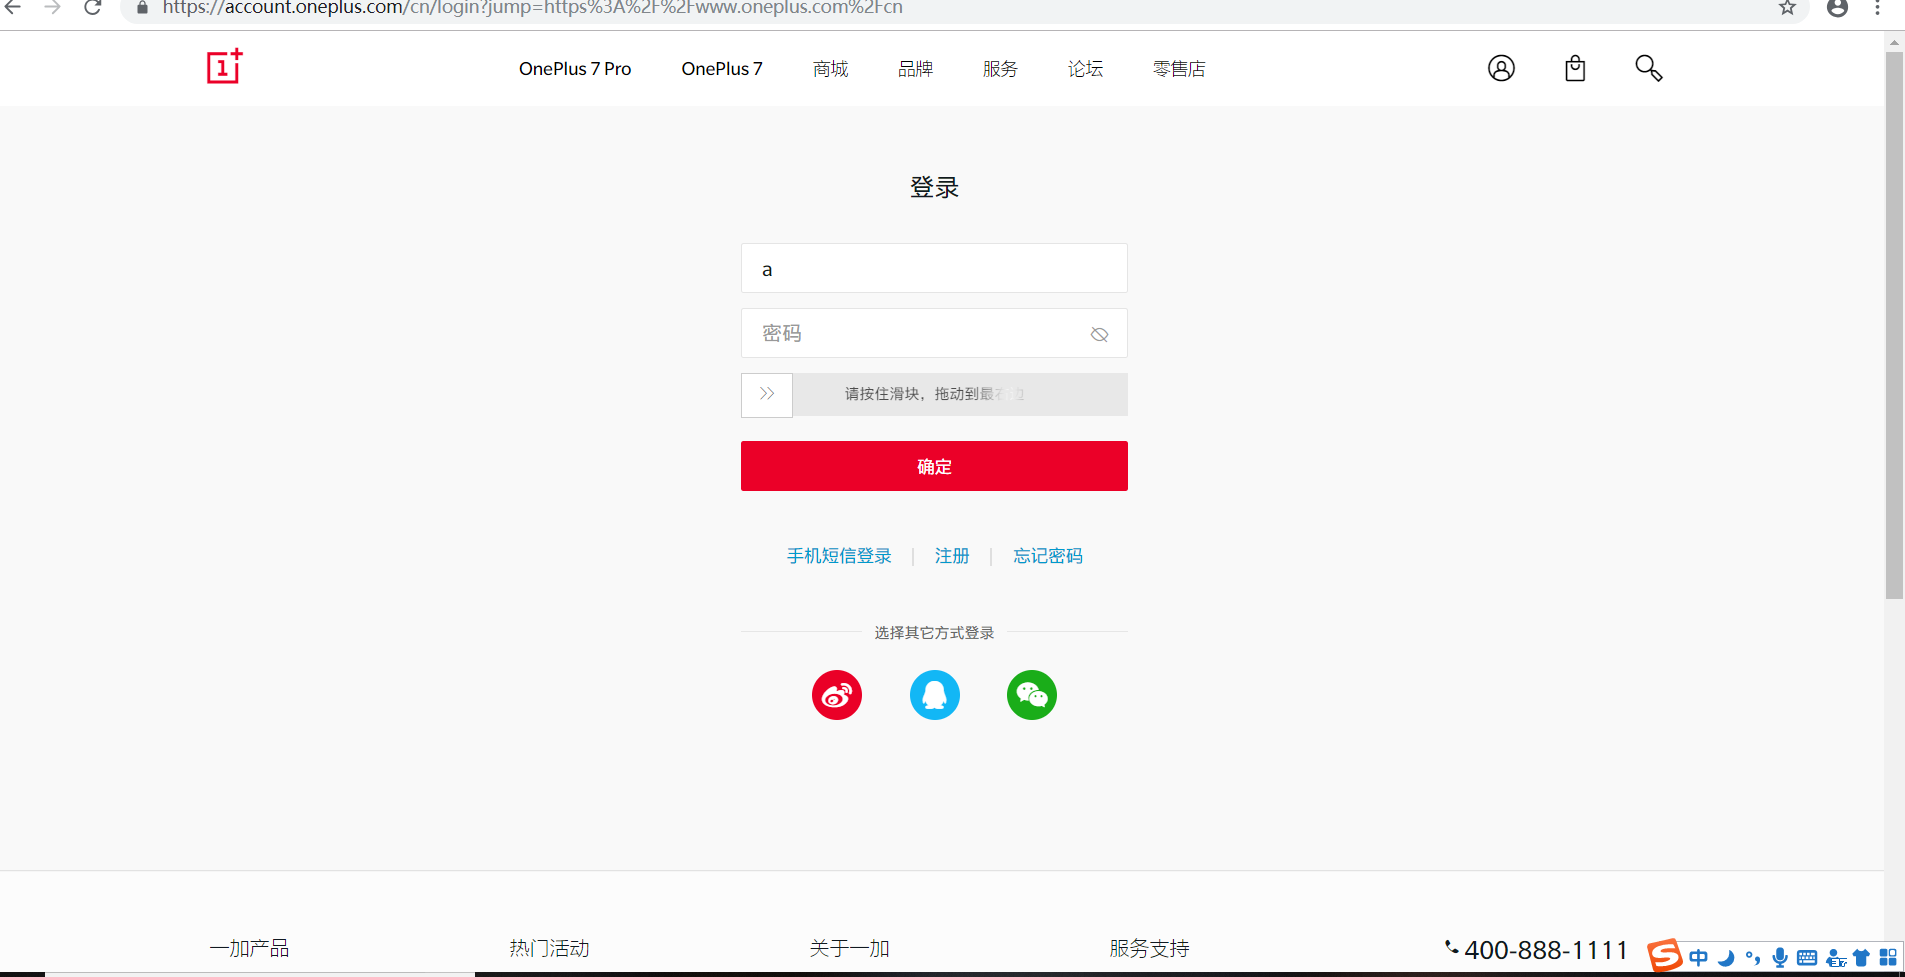 https://account.oneplus.com/cn/login?jump=https%3A%2F%2Fwww.oneplus.com%2Fcn
1+
OnePlus 7 Pro OnePlus 7 商城 品牌 服务 论坛 零售店
登录
a
密码
请按住滑块，拖动到最右边
确定
手机短信登录 | 注册 | 忘记密码
选择其它方式登录
一加产品 热门活动 关于一加 服务支持 400-888-1111
S 中